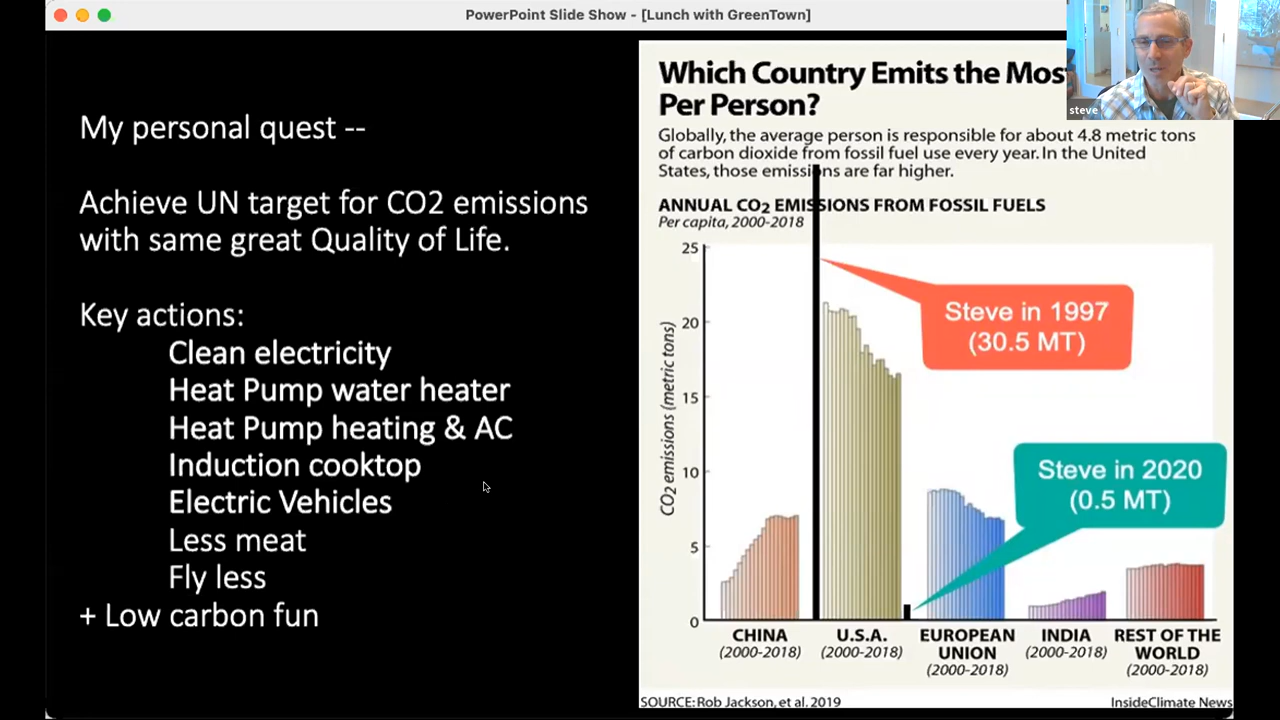 PowerPoint Slide Show - [Lunch with GreenTown]
steve
My personal quest --
Achieve UN target for CO2 emissions
with same great Quality of Life.
Key actions:
Clean electricity
Heat Pump water heater
Heat Pump heating & AC
Induction cooktop
Electric Vehicles
Less meat
Fly less
+ Low carbon fun
Which Country Emits the Mos
Per Person?
Globally, the average person is responsible for about 4.8 metric tons
of carbon dioxide from fossil fuel use every year. In the United
States, those emissions are far higher.
ANNUAL CO2 EMISSIONS FROM FOSSIL FUELS
Per capita, 2000-2018
CO2 emissions (metric tons)
25
20
15
10
5
0
Steve in 1997
(30.5 MT)
Steve in 2020
(0.5 MT)
CHINA
(2000-2018)
U.S.A.
(2000-2018)
EUROPEAN
UNION
(2000-2018)
INDIA
(2000-2018)
REST OF THE
WORLD
(2000-2018)
SOURCE: Rob Jackson, et al. 2019
InsideClimate News